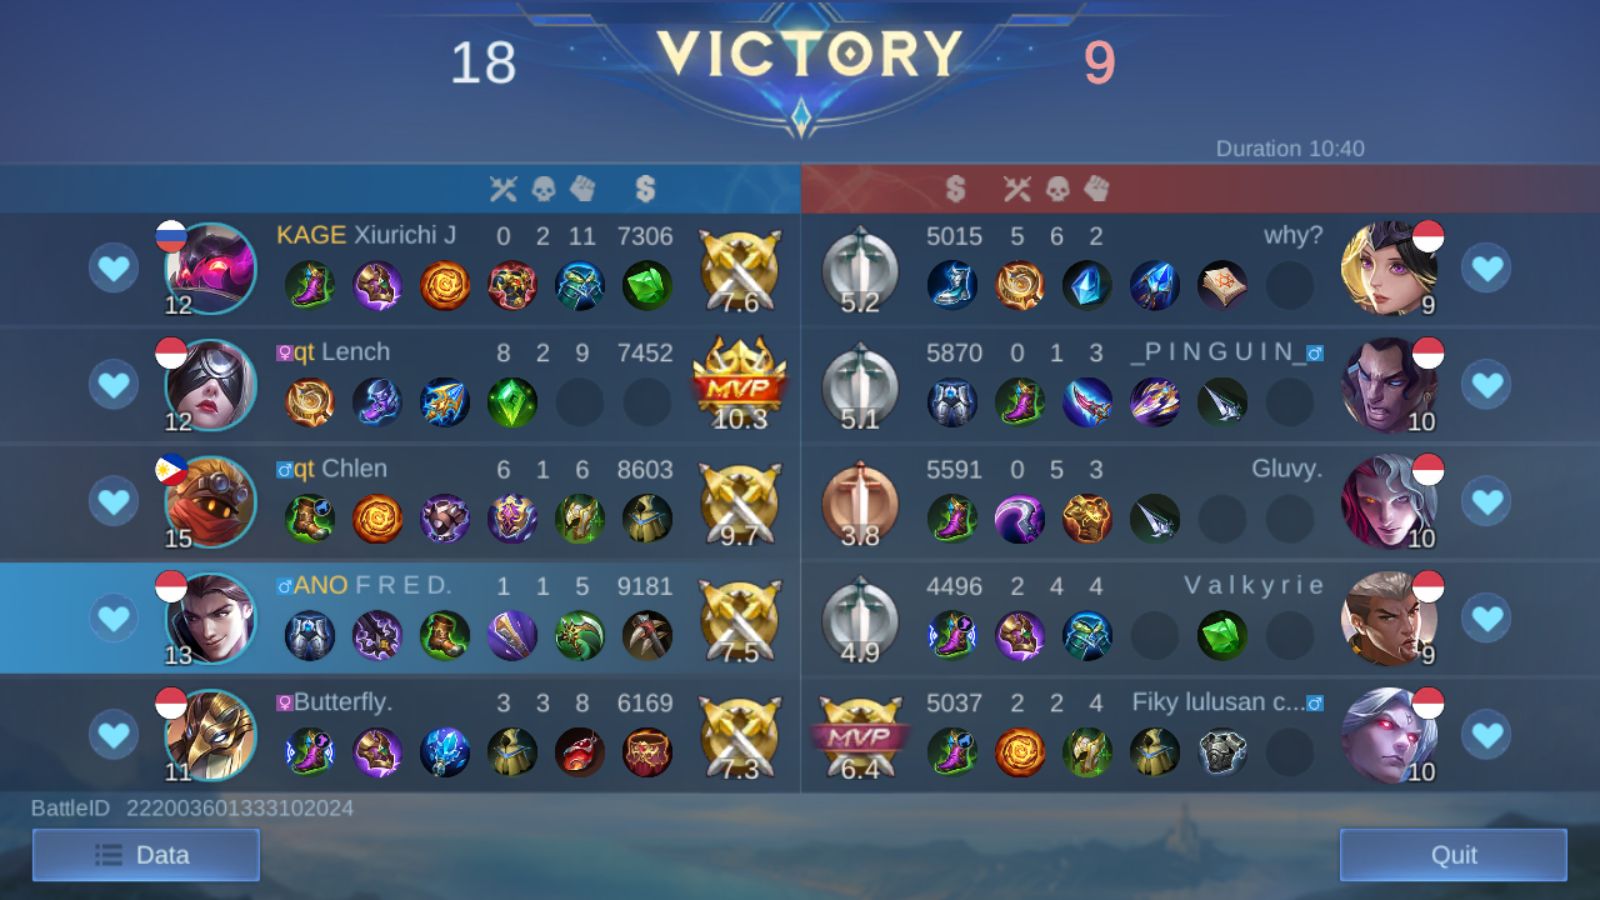 18 VICTORY 9
Duration 10:40
KAGE Xiurichi J 0 2 11 7306
12 7.6
5.2 5015 5 6 2 why?
9
qt Lench 8 2 9 7452 MVP
12 10.3
5.1 5870 0 1 3 _P I N G U I N_
10
qt Chlen 6 1 6 8603
15 9.7
3.8 5591 0 5 3 Gluvy.
10
ANO F R E D. 1 1 5 9181
13 7.5
4.9 4496 2 4 4 V a l k y r i e
9
Butterfly. 3 3 8 6169
11 7.3
MVP 5037 2 2 4 Fiky lulusan c...
6.4 10
BattleID 222003601333102024
Data
Quit